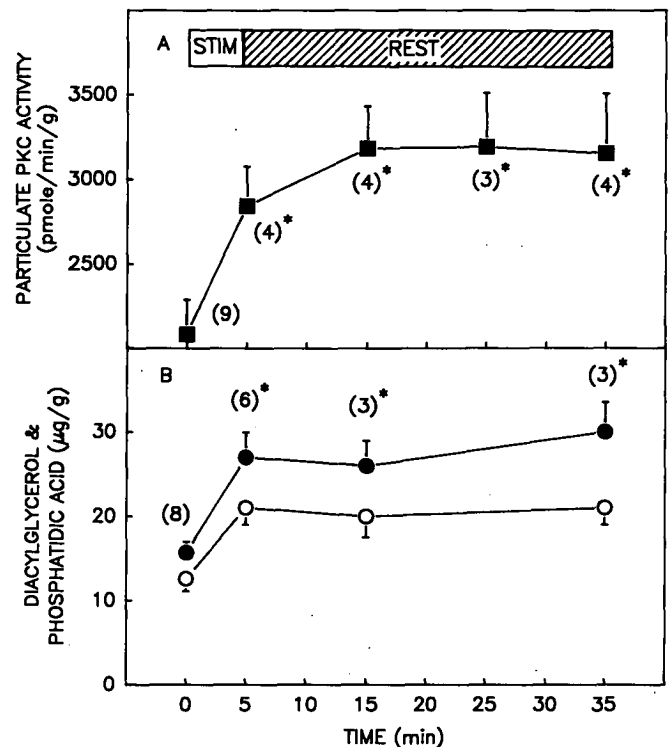 A
STIM
REST
PARTICULATE PKC ACTIVITY
(pmole/min/g)
3500
3000
2500
(9)
(4)*
(4)*
(3)*
(4)*
B
DIACYLGLYCEROL &
PHOSPHATIDIC ACID (μg/g)
30
20
10
0
(8)
(6)*
(3)*
(3)*
0 5 10 15 20 25 30 35
TIME (min)